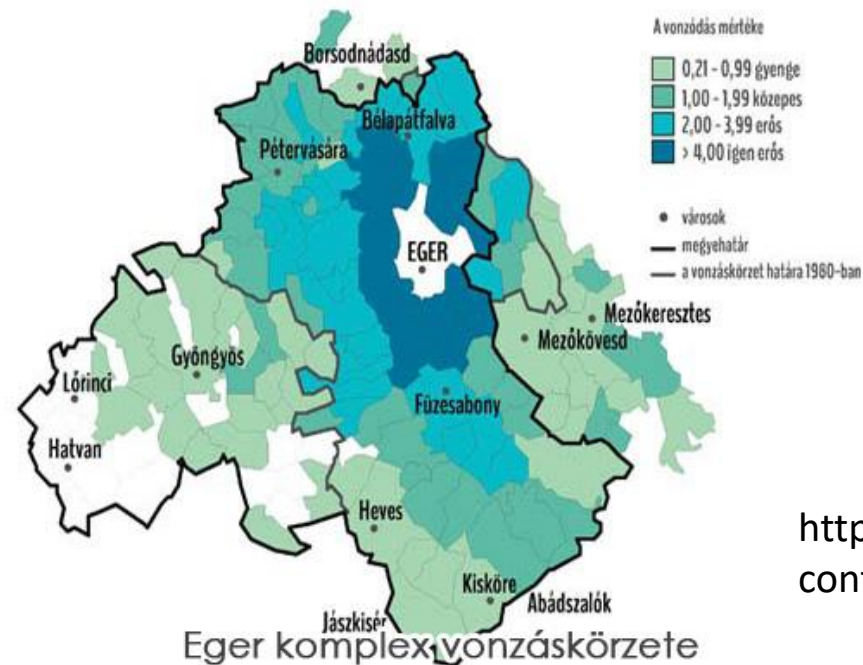 A vonzódás mértéke
0,21 - 0,99 gyenge
1,00 - 1,99 közepes
2,00 - 3,99 erős
> 4,00 igen erős
városok
megyehatár
a vonzáskörzet határa 1980-ban
Borsodnádasd
Bélapátfalva
Pétervására
EGER
Mezőkeresztes
Mezőkövesd
Gyöngyös
Lőrinci
Füzesabony
Hatvan
Heves
Kisköre
Abádszalók
Jászkisér
Eger komplex vonzáskörzete
http
cont